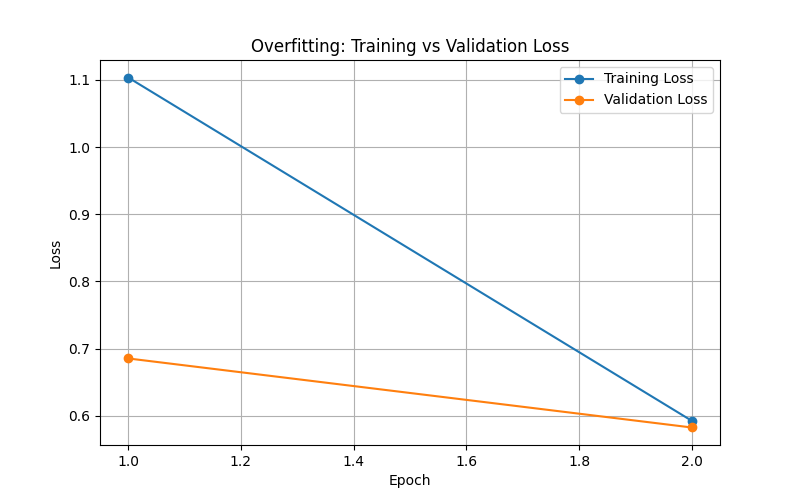 Overfitting: Training vs Validation Loss
Training Loss
Validation Loss
1.1
1.0
0.9
0.8
0.7
0.6
Loss
1.0 1.2 1.4 1.6 1.8 2.0
Epoch